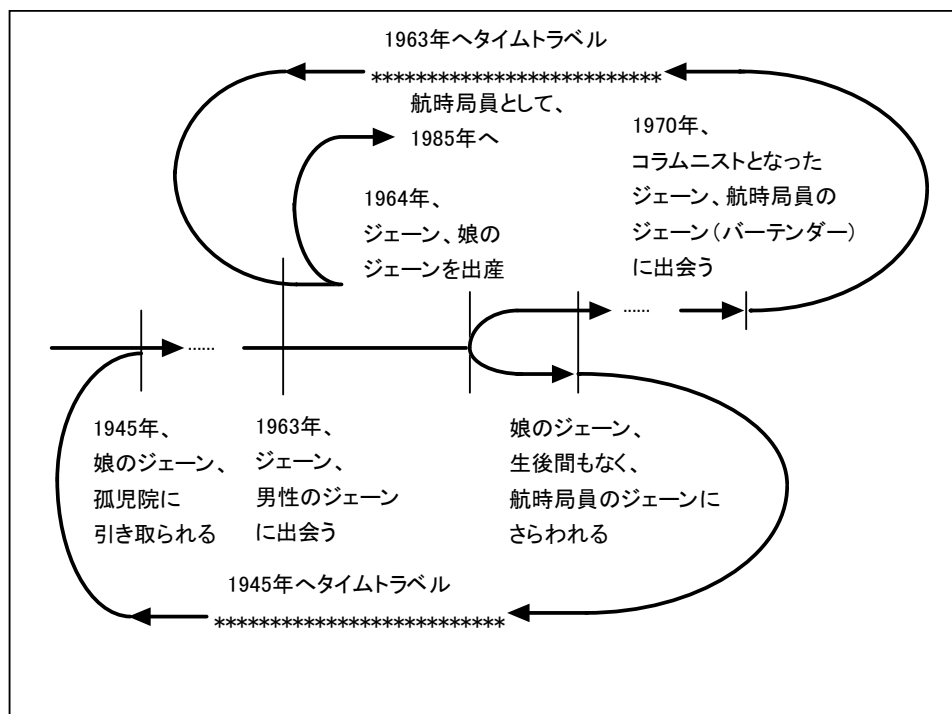 1963年へタイムトラベル
**************************
航時局員として、
1985年へ
1970年、
コラムニストとなった
ジェーン、航時局員の
ジェーン（バーテンダー）
に出会う
1964年、
ジェーン、娘の
ジェーンを出産
……
……
1945年、
娘のジェーン、
孤児院に
引き取られる
1963年、
ジェーン、
男性のジェーン
に出会う
娘のジェーン、
生後間もなく、
航時局員のジェーンに
さらわれる
1945年へタイムトラベル
**************************